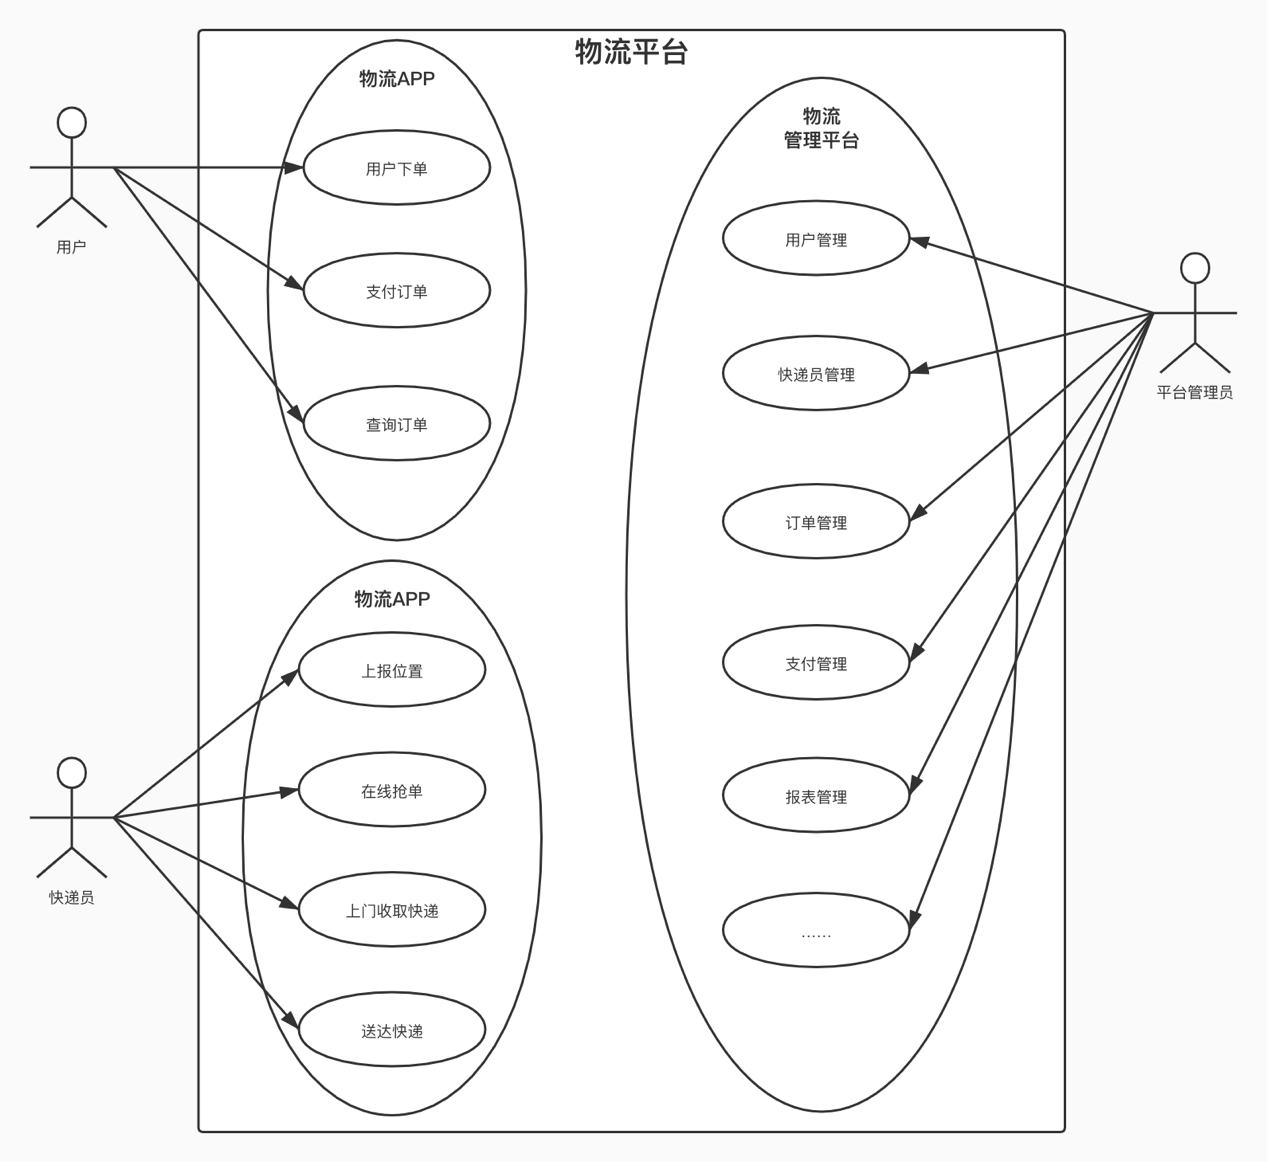 物流平台
物流APP
用户下单
支付订单
查询订单
用户
物流APP
上报位置
在线抢单
上门收取快递
送达快递
快递员
物流
管理平台
用户管理
快递员管理
订单管理
支付管理
报表管理
……
平台管理员